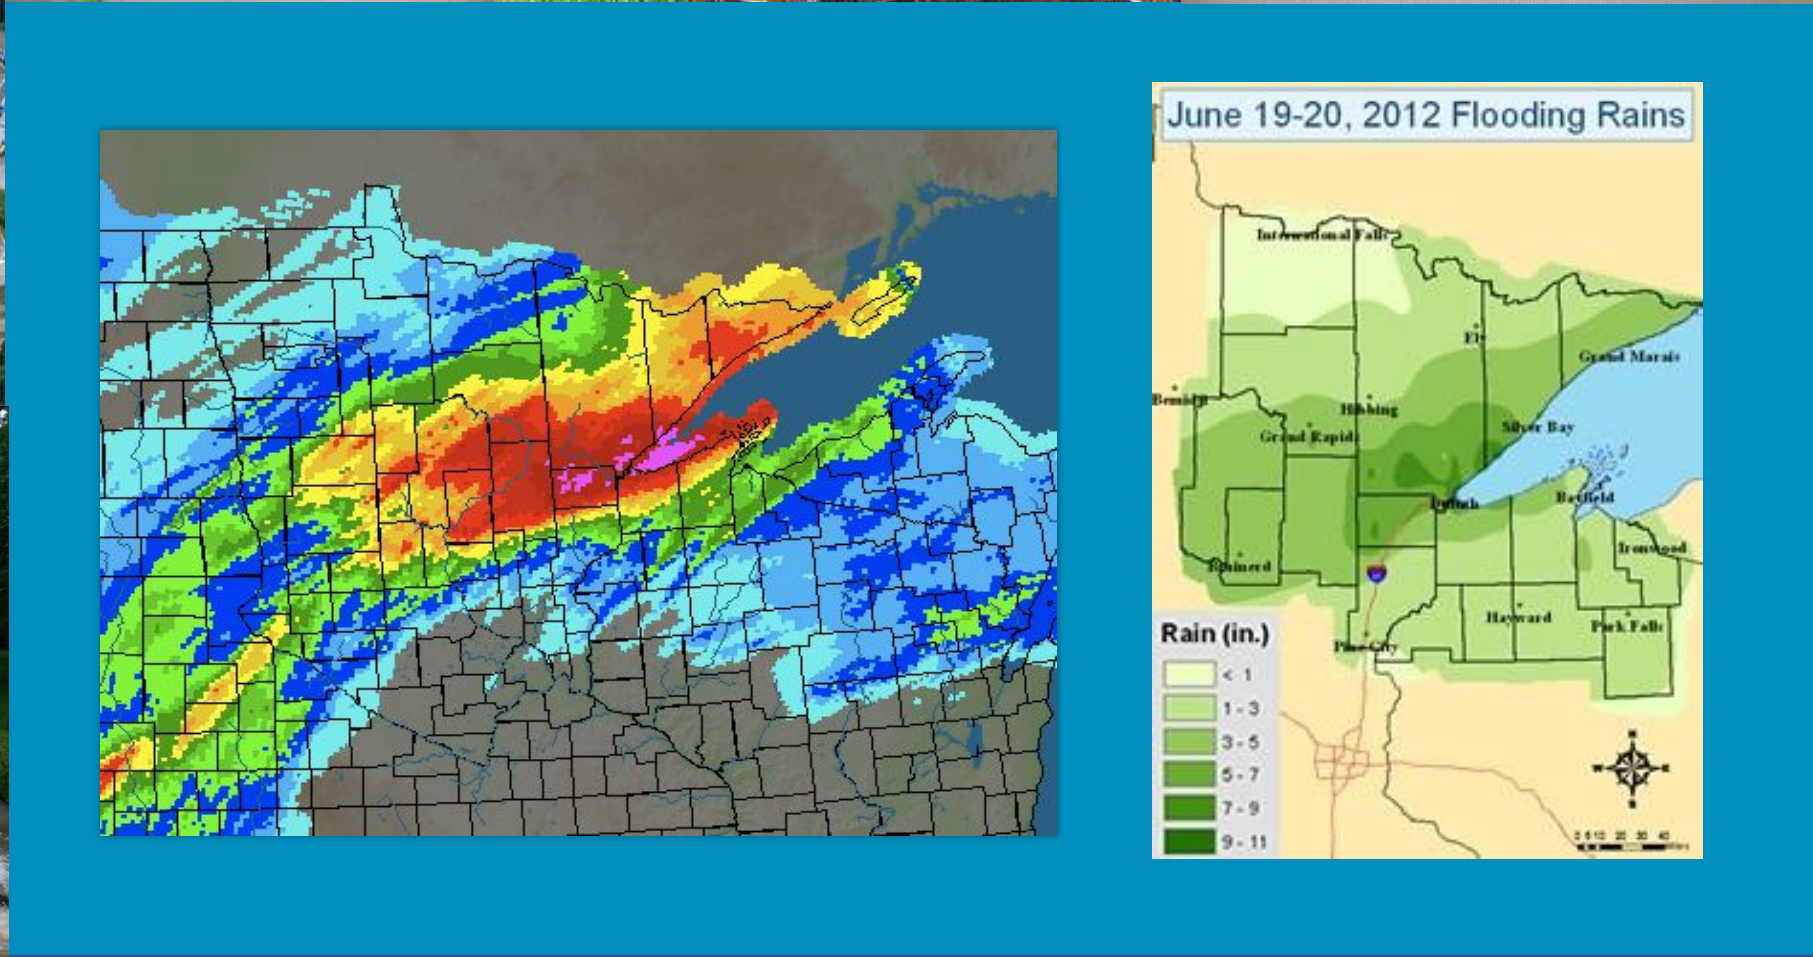 June 19-20, 2012 Flooding Rains
International Falls
Ely
Grand Marais
Bemidji
Hibbing
Silver Bay
Grand Rapids
Duluth
Bayfield
Ironwood
Brainerd
Hayward
Park Falls
Pine City
Rain (in.)
< 1
1 - 3
3 - 5
5 - 7
7 - 9
9 - 11